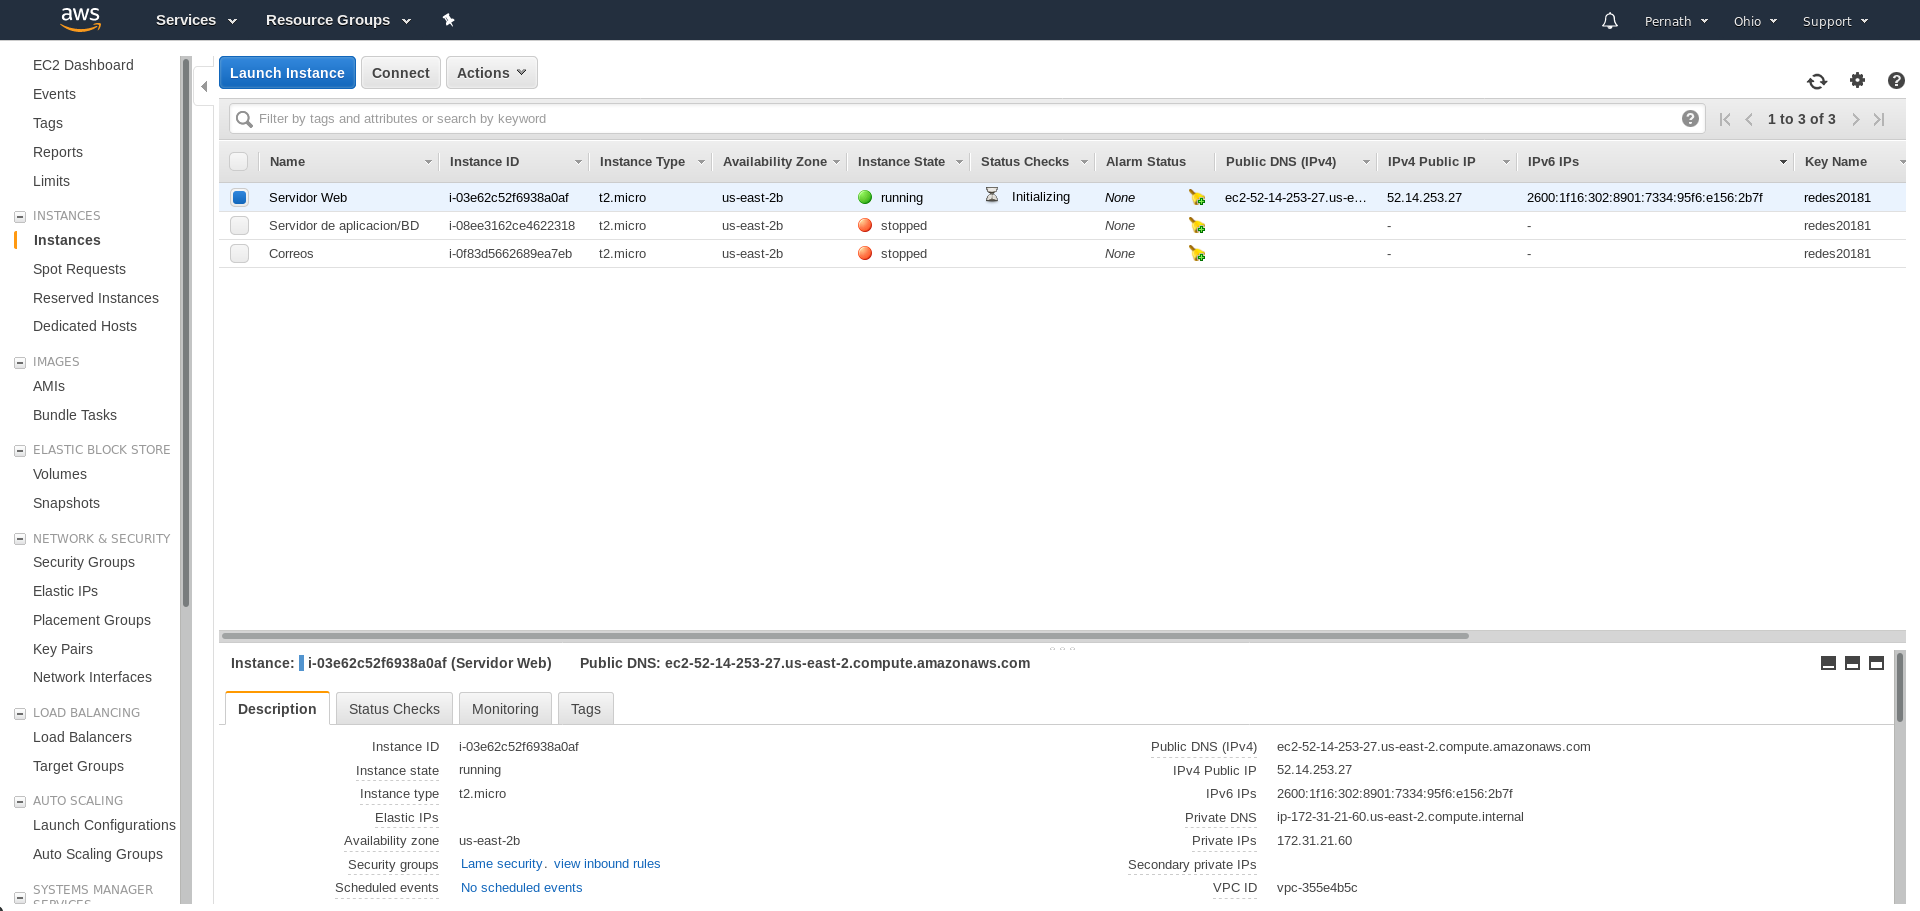 aws Services Resource Groups Pernath Ohio Support
EC2 Dashboard
Events
Tags
Reports
Limits
INSTANCES
Instances
Spot Requests
Reserved Instances
Dedicated Hosts
IMAGES
AMIs
Bundle Tasks
ELASTIC BLOCK STORE
Volumes
Snapshots
NETWORK & SECURITY
Security Groups
Elastic IPs
Placement Groups
Key Pairs
Network Interfaces
LOAD BALANCING
Load Balancers
Target Groups
AUTO SCALING
Launch Configurations
Auto Scaling Groups
SYSTEMS MANAGER
SERVICES
Launch Instance Connect Actions
Filter by tags and attributes or search by keyword 1 to 3 of 3
Name Instance ID Instance Type Availability Zone Instance State Status Checks Alarm Status Public DNS (IPv4) IPv4 Public IP IPv6 IPs Key Name
Servidor Web i-03e62c52f6938a0af t2.micro us-east-2b running Initializing None ec2-52-14-253-27.us-e… 52.14.253.27 2600:1f16:302:8901:7334:95f6:e156:2b7f redes20181
Servidor de aplicacion/BD i-08ee3162ce4622318 t2.micro us-east-2b stopped None - - redes20181
Correos i-0f83d5662689ea7eb t2.micro us-east-2b stopped None - - redes20181
Instance: i-03e62c52f6938a0af (Servidor Web) Public DNS: ec2-52-14-253-27.us-east-2.compute.amazonaws.com
Description Status Checks Monitoring Tags
Instance ID i-03e62c52f6938a0af
Instance state running
Instance type t2.micro
Elastic IPs
Availability zone us-east-2b
Security groups Lame security. view inbound rules
Scheduled events No scheduled events
Public DNS (IPv4) ec2-52-14-253-27.us-east-2.compute.amazonaws.com
IPv4 Public IP 52.14.253.27
IPv6 IPs 2600:1f16:302:8901:7334:95f6:e156:2b7f
Private DNS ip-172-31-21-60.us-east-2.compute.internal
Private IPs 172.31.21.60
Secondary private IPs
VPC ID vpc-355e4b5c